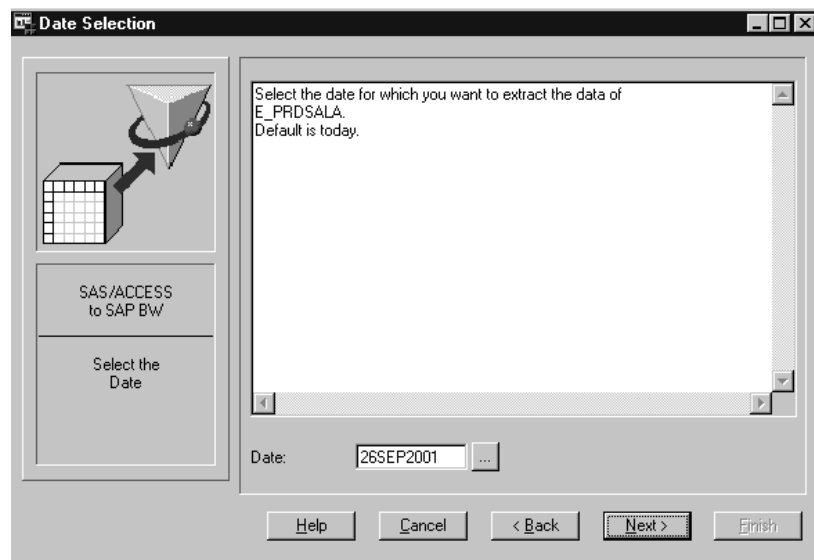 Date Selection
Select the date for which you want to extract the data of
E_PRDSALA.
Default is today.
SAS/ACCESS
to SAP BW
Select the
Date
Date:
26SEP2001
...
Help
Cancel
< Back
Next >
Finish